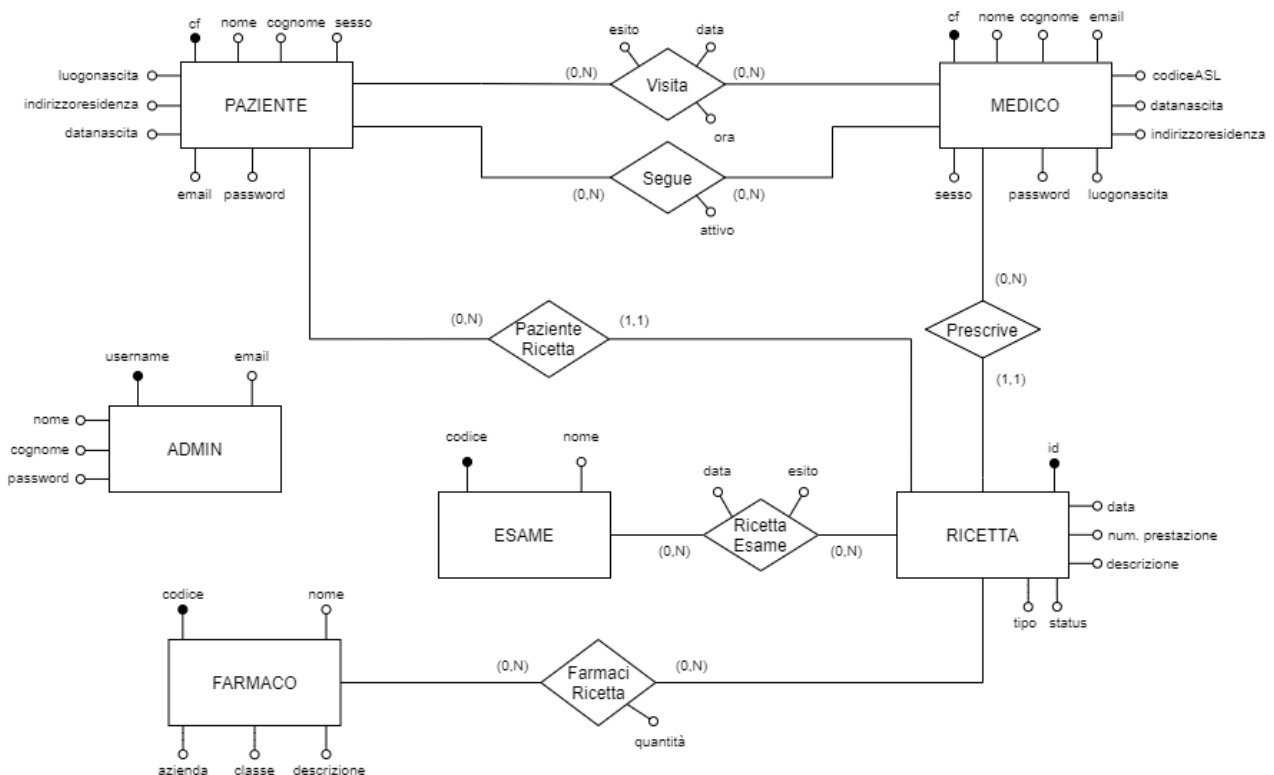 cf nome cognome sesso
cf nome cognome email
esito data
luogonascita
indirizzoresidenza
datanascita
PAZIENTE
(0,N)
Visita
(0,N)
MEDICO
codiceASL
datanascita
indirizzoresidenza
ora
email password
(0,N)
Segue
(0,N)
attivo
sesso password luogonascita
(0,N)
Prescrive
(1,1)
(0,N)
Paziente
Ricetta
(1,1)
username email
nome
cognome
password
ADMIN
codice nome
ESAME
(0,N)
data esito
Ricetta
Esame
(0,N)
id
RICETTA
data
num. prestazione
descrizione
tipo status
codice nome
FARMACO
azienda classe descrizione
(0,N)
Farmaci
Ricetta
(0,N)
quantità